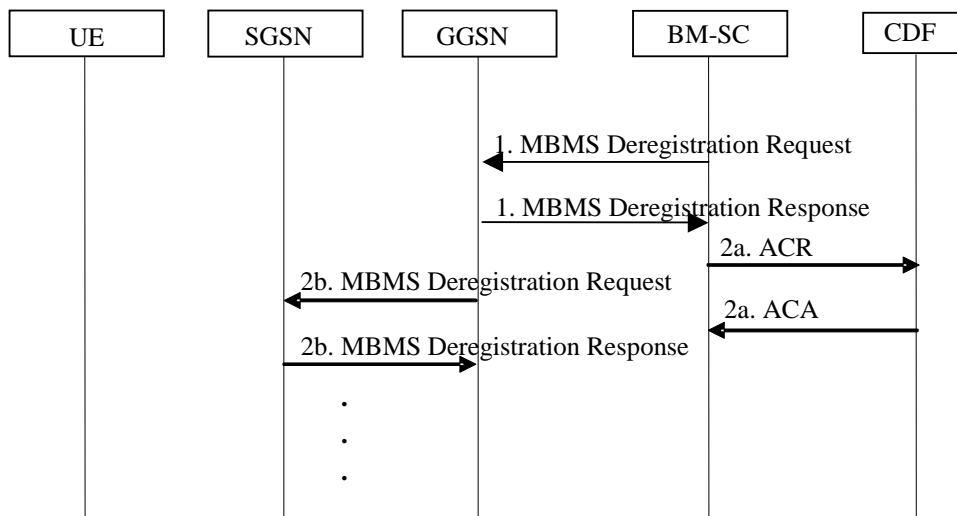 UE
SGSN
GGSN
BM-SC
CDF
1. MBMS Deregistration Request
1. MBMS Deregistration Response
2a. ACR
2b. MBMS Deregistration Request
2a. ACA
2b. MBMS Deregistration Response
.
.
.